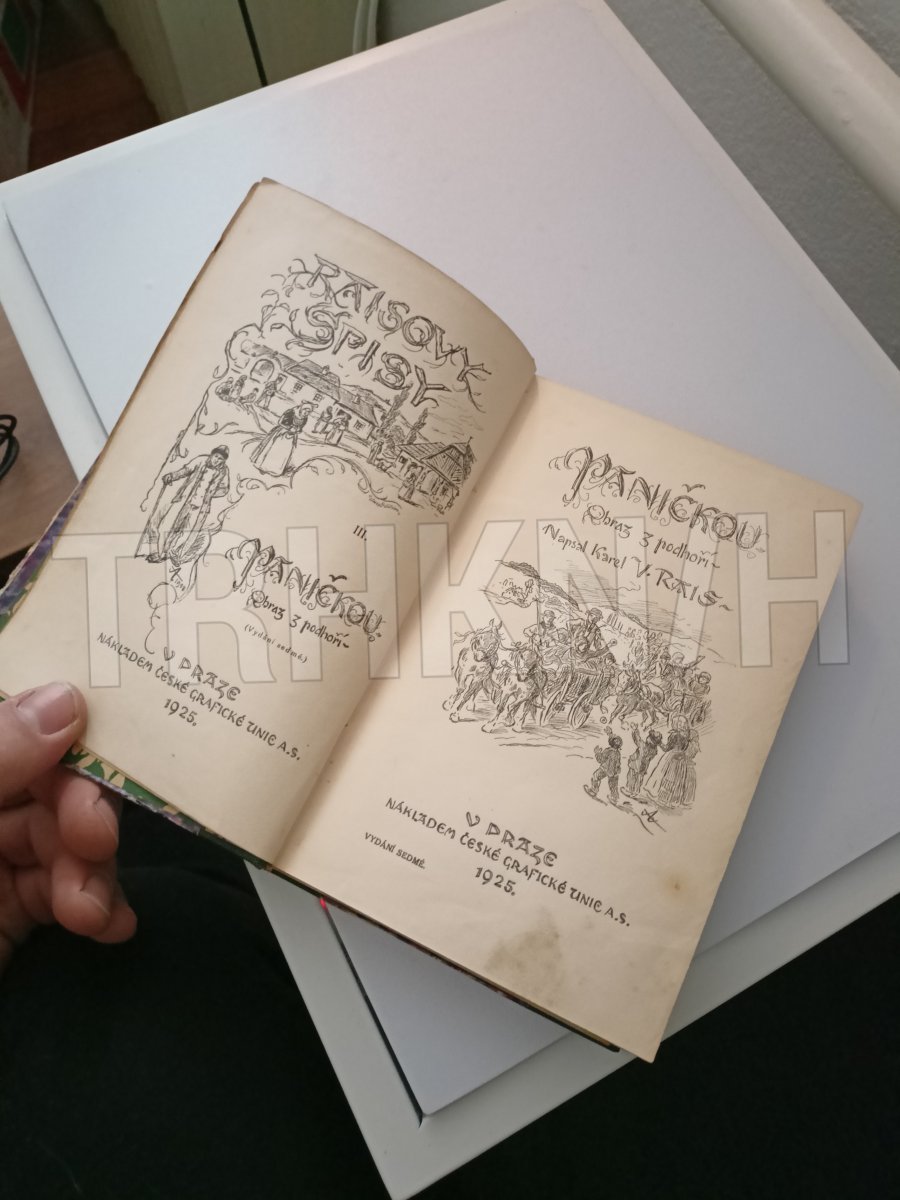 RAISOVY
SPISY
III.
PANIČKOU.
Obraz z podhoří
(Vydání sedmé.)
V PRAZE
NÁKLADEM ČESKÉ GRAFICKÉ UNIE A.S.
1925.
PANIČKOU.
Obraz z podhoří
Napsal Karel V. RAIS
V PRAZE
NÁKLADEM ČESKÉ GRAFICKÉ UNIE A.S.
VYDÁNÍ SEDMÉ.
1925.
TRHKNIH